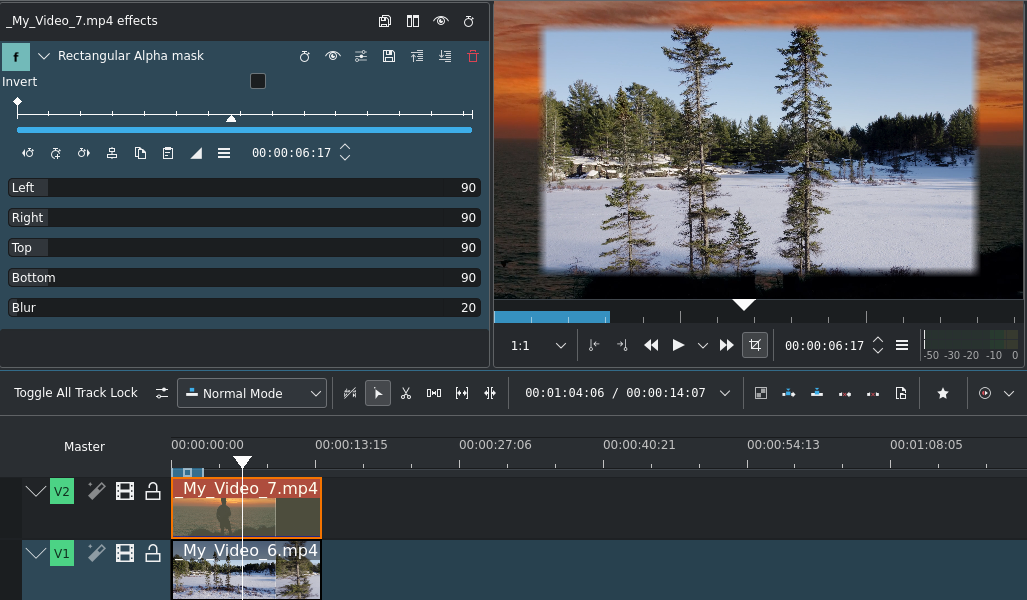 _My_Video_7.mp4 effects
f Rectangular Alpha mask
Invert
00:00:06:17
Left 90
Right 90
Top 90
Bottom 90
Blur 20
1:1 00:00:06:17
-50 -30 -20 -10 0
Toggle All Track Lock Normal Mode 00:01:04:06 / 00:00:14:07
Master 00:00:00:00 00:00:13:15 00:00:27:06 00:00:40:21 00:00:54:13 00:01:08:05
V2 _My_Video_7.mp4
V1 _My_Video_6.mp4